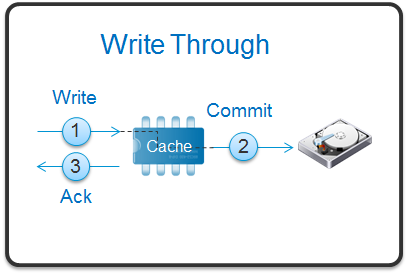 Write Through
Write
1
Commit
Cache
2
3
Ack